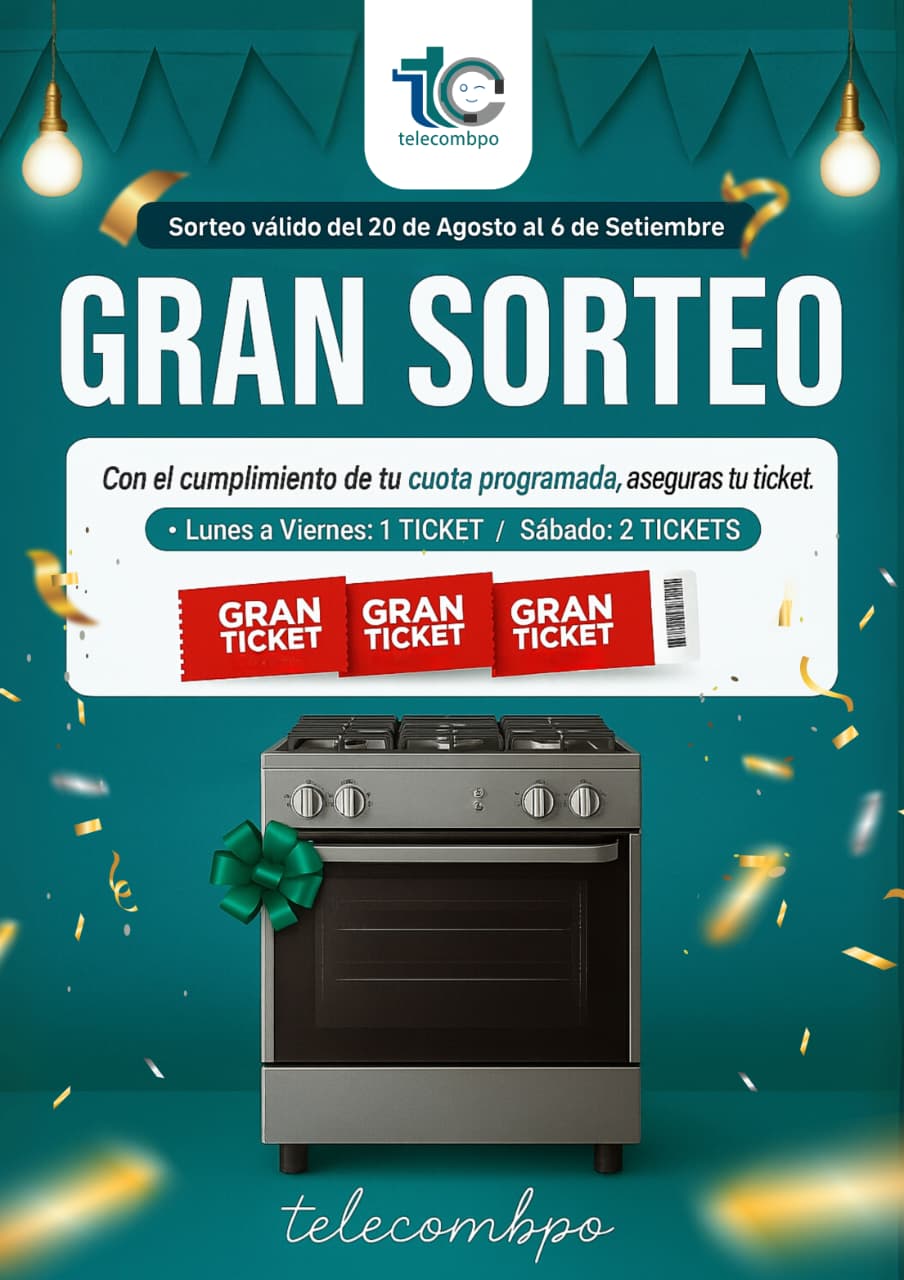 telecombpo
Sorteo válido del 20 de Agosto al 6 de Setiembre
GRAN SORTEO
Con el cumplimiento de tu cuota programada, aseguras tu ticket.
• Lunes a Viernes: 1 TICKET / Sábado: 2 TICKETS
GRAN TICKET
GRAN TICKET
GRAN TICKET
telecombpo